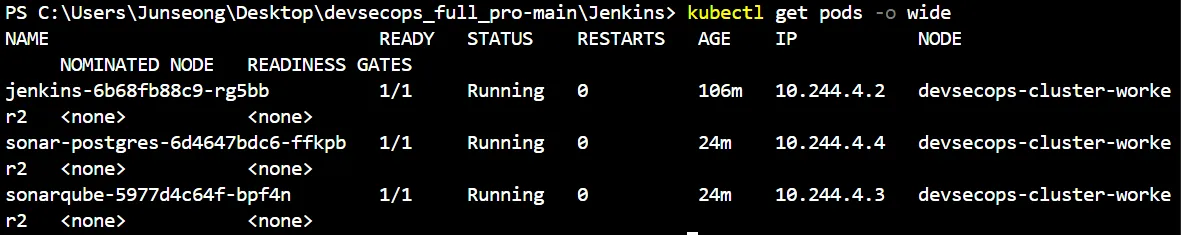 PS C:\Users\Junseong\Desktop\devsecops_full_pro-main\Jenkins> kubectl get pods -o wide
NAME                               READY   STATUS    RESTARTS   AGE    IP           NODE
     NOMINATED NODE   READINESS GATES
jenkins-6b68fb88c9-rg5bb           1/1     Running   0          106m   10.244.4.2   devsecops-cluster-worke
r2   <none>           <none>
sonar-postgres-6d4647bdc6-ffkpb   1/1     Running   0          24m    10.244.4.4   devsecops-cluster-worke
r2   <none>           <none>
sonarqube-5977d4c64f-bpf4n         1/1     Running   0          24m    10.244.4.3   devsecops-cluster-worke
r2   <none>           <none>